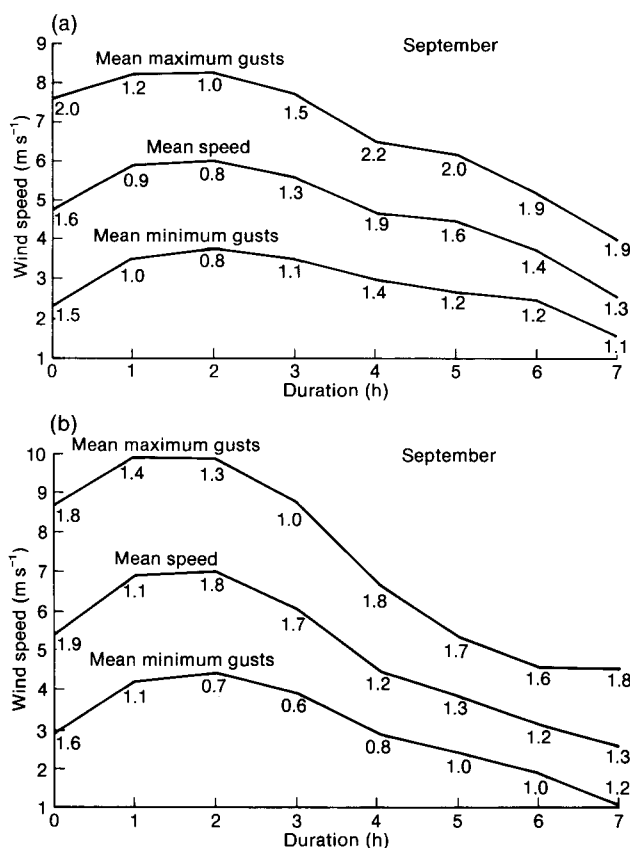 (a)
September
Mean maximum gusts
2.0 1.2 1.0 1.5 2.2 2.0 1.9 1.9
Mean speed
1.6 0.9 0.8 1.3 1.9 1.6 1.4 1.3
Mean minimum gusts
1.5 1.0 0.8 1.1 1.4 1.2 1.2 1.1
Wind speed (m s⁻¹)
9
8
7
6
5
4
3
2
1
0 1 2 3 4 5 6 7
Duration (h)
(b)
September
Mean maximum gusts
1.8 1.4 1.3 1.0 1.8 1.7 1.6 1.8
Mean speed
1.9 1.1 1.8 1.7 1.2 1.3 1.2 1.3
Mean minimum gusts
1.6 1.1 0.7 0.6 0.8 1.0 1.0 1.2
Wind speed (m s⁻¹)
10
9
8
7
6
5
4
3
2
1
0 1 2 3 4 5 6 7
Duration (h)